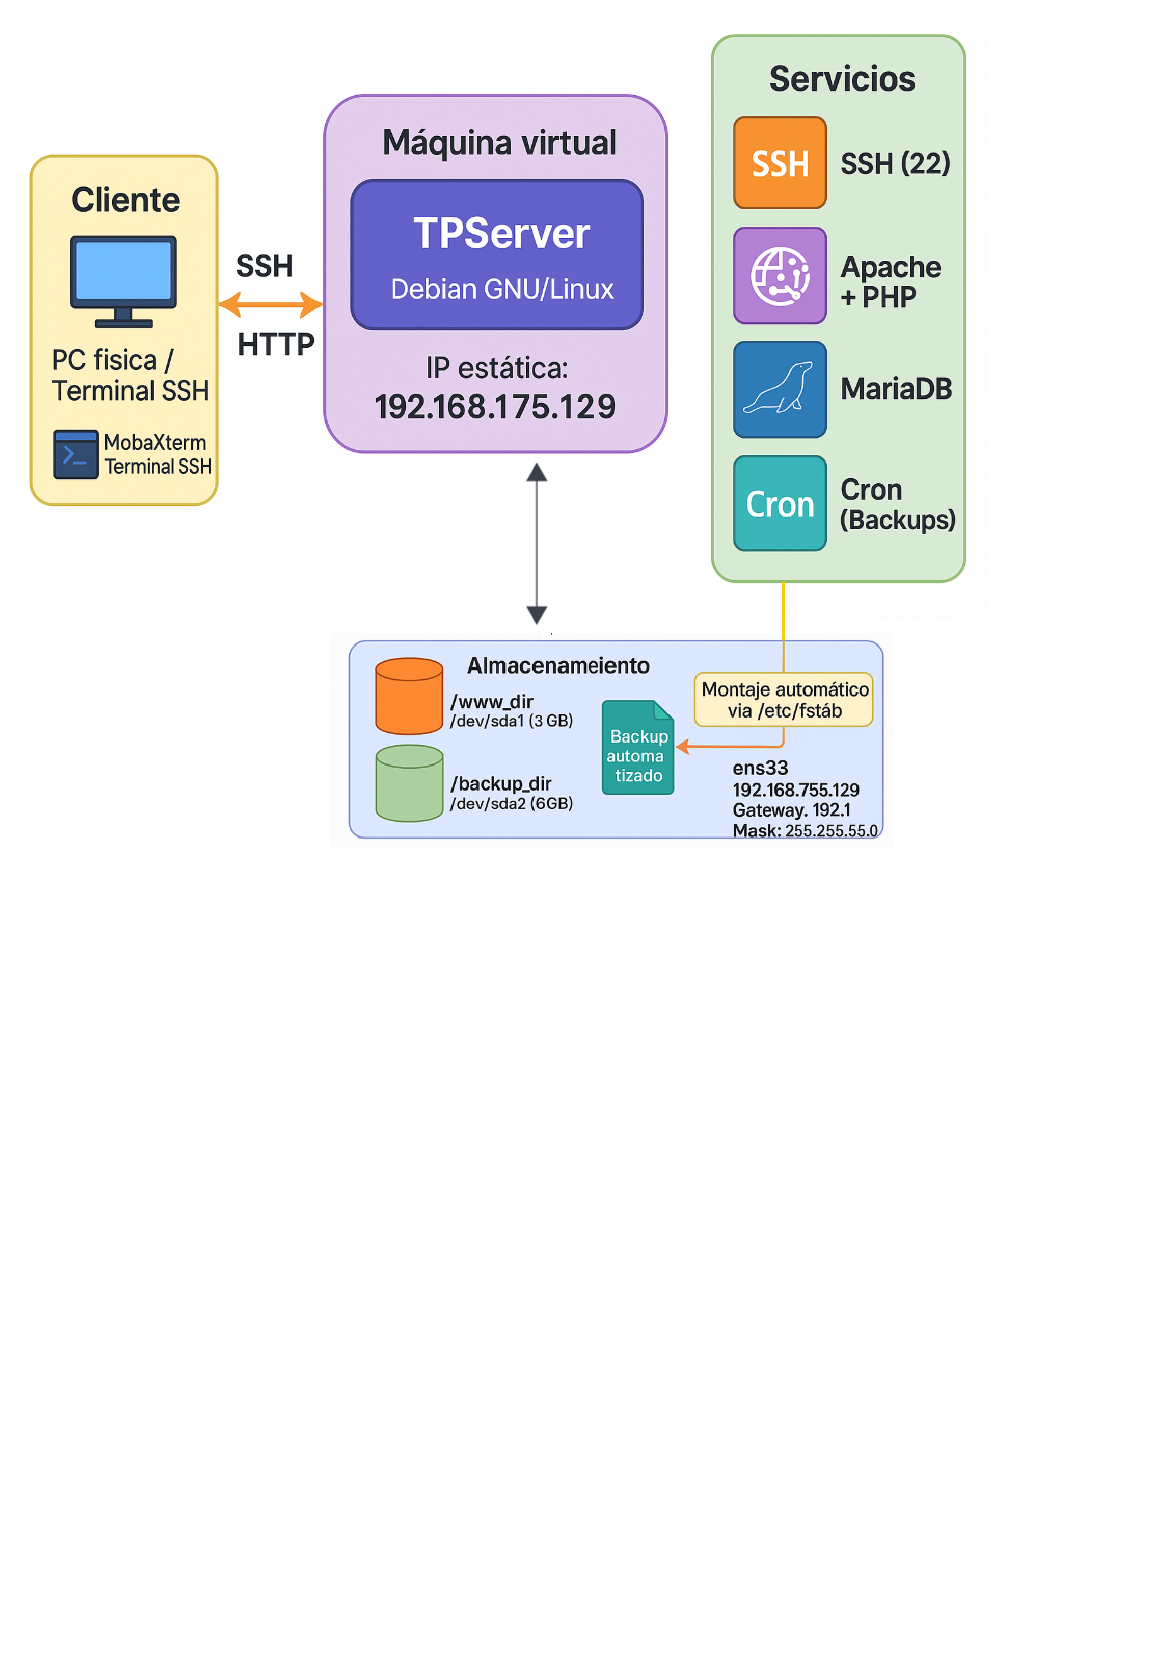 Cliente
PC fisica /
Terminal SSH
MobaXterm
Terminal SSH
SSH
HTTP
Máquina virtual
TPServer
Debian GNU/Linux
IP estática:
192.168.175.129
Servicios
SSH
SSH (22)
Apache
+ PHP
MariaDB
Cron
Cron
(Backups)
Almacenameiento
/www_dir
/dev/sda1 (3 GB)
/backup_dir
/dev/sda2 (6GB)
Backup
automa
tizado
Montaje automático
via /etc/fstáb
ens33
192.168.755.129
Gateway. 192.1
Mask: 255.255.55.0